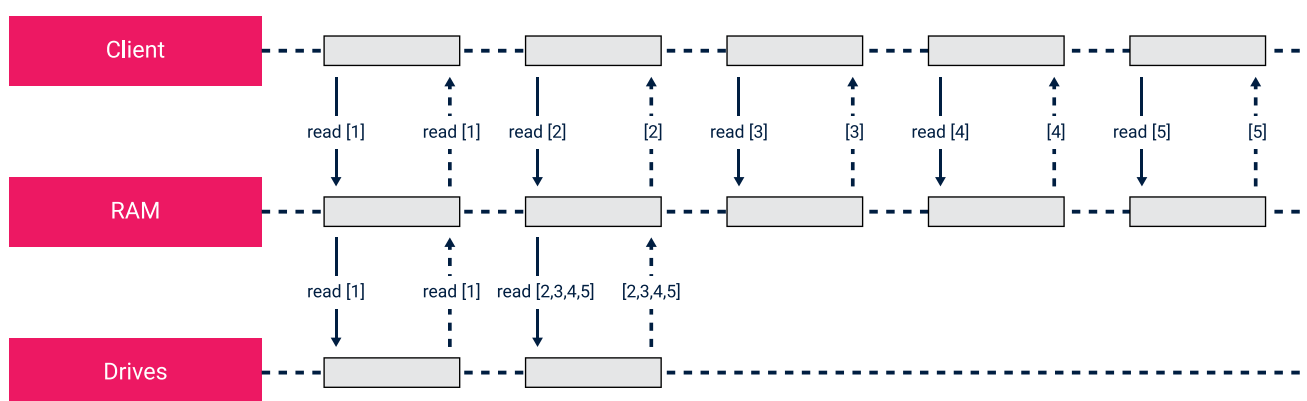 Client
read [1]
read [1]
read [2]
[2]
read [3]
[3]
read [4]
[4]
read [5]
[5]
RAM
read [1]
read [1]
read [2,3,4,5]
[2,3,4,5]
Drives